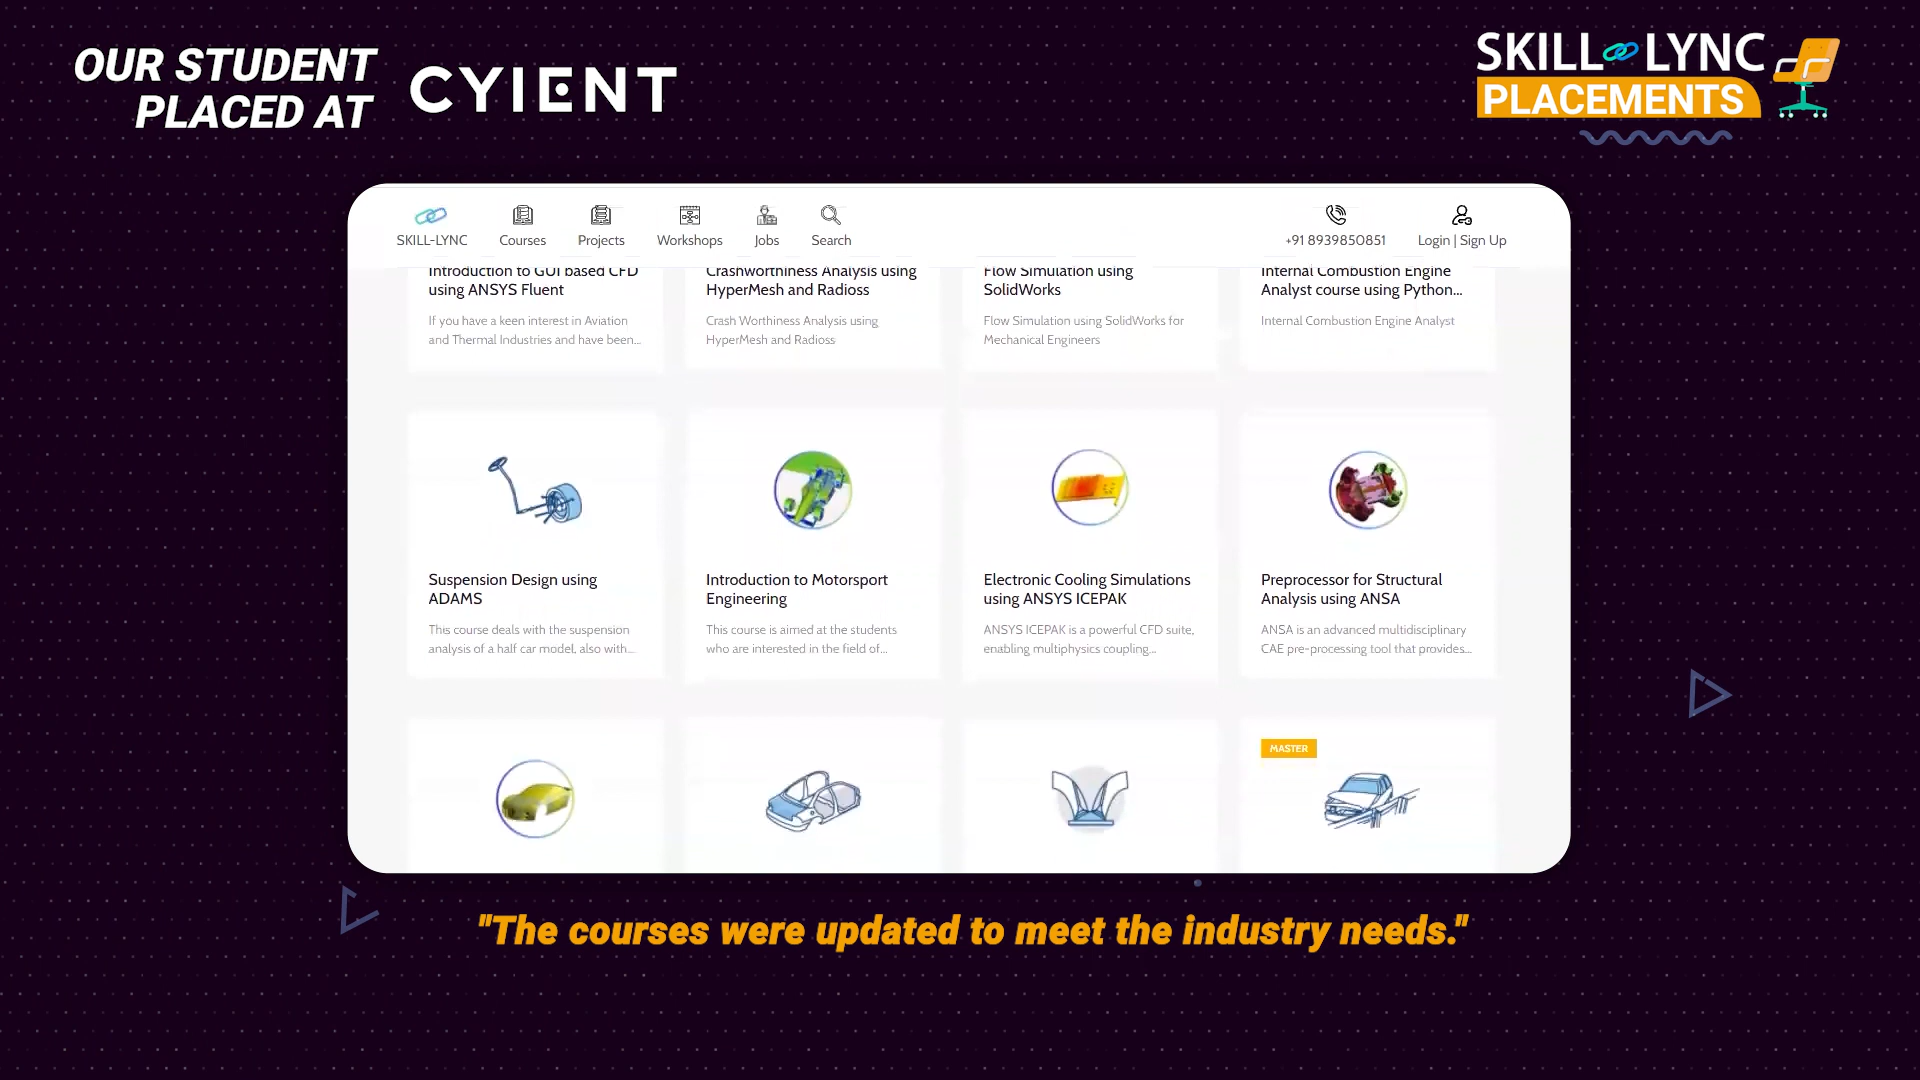 OUR STUDENT
PLACED AT
CYIENT
SKILL LYNC
PLACEMENTS
SKILL-LYNC
Courses
Projects
Workshops
Jobs
Search
+91 8939850851
Login | Sign Up
Introduction to GUI based CFD
using ANSYS Fluent
If you have a keen interest in Aviation
and Thermal Industries and have been...
Crashworthiness Analysis using
HyperMesh and Radioss
Crash Worthiness Analysis using
HyperMesh and Radioss
Flow Simulation using
SolidWorks
Flow Simulation using SolidWorks for
Mechanical Engineers
Internal Combustion Engine
Analyst course using Python...
Internal Combustion Engine Analyst
Suspension Design using
ADAMS
This course deals with the suspension
analysis of a half car model, also with...
Introduction to Motorsport
Engineering
This course is aimed at the students
who are interested in the field of...
Electronic Cooling Simulations
using ANSYS ICEPAK
ANSYS ICEPAK is a powerful CFD suite,
enabling multiphysics coupling...
Preprocessor for Structural
Analysis using ANSA
ANSA is an advanced multidisciplinary
CAE pre-processing tool that provides...
MASTER
"The courses were updated to meet the industry needs."